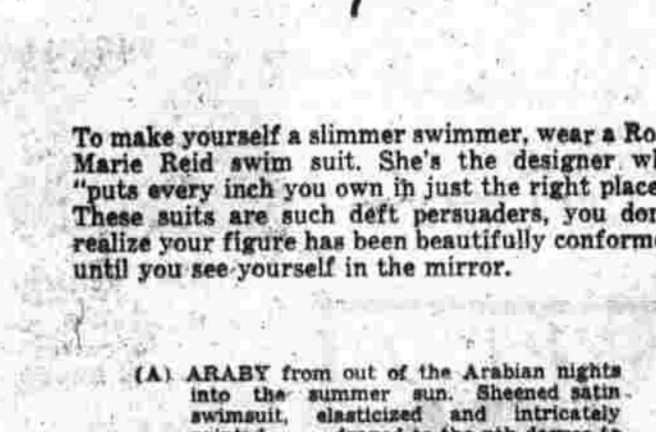 To make yourself a slimmer swimmer, wear a Ro
Marie Reid swim suit. She's the designer w
"puts every inch you own in just the right place
These suits are such deft persuaders, you don
realize your figure has been beautifully conforme
until you see yourself in the mirror.
(A) ARABY from out of the Arabian nights
into the summer sun. Sheened satin
swimsuit, elasticized and intricately